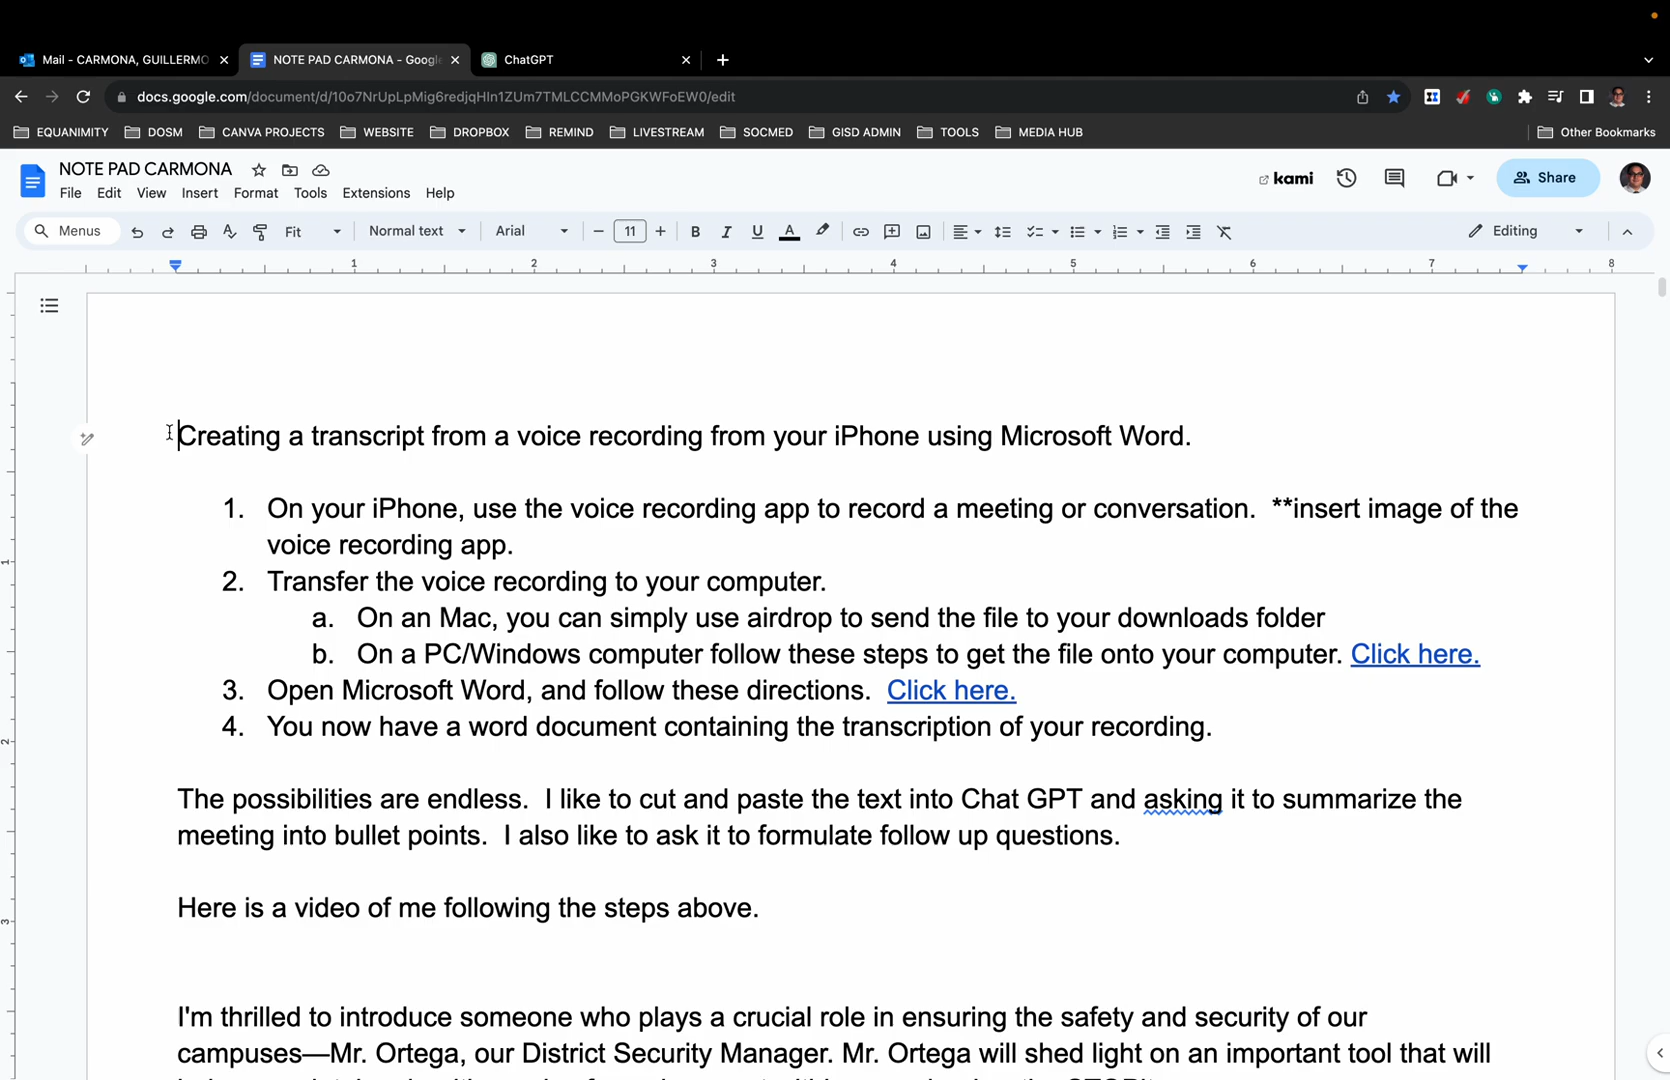 Mail - CARMONA, GUILLERMO
NOTE PAD CARMONA - Google
ChatGPT
docs.google.com/document/d/10o7NrUpLpMig6redjqHIn1ZUm7TMLCCMMoPGKWFoEW0/edit
EQUANIMITY DOSM CANVA PROJECTS WEBSITE DROPBOX REMIND LIVESTREAM SOCMED GISD ADMIN TOOLS MEDIA HUB Other Bookmarks
NOTE PAD CARMONA
kami
Share
File Edit View Insert Format Tools Extensions Help
Menus Fit Normal text Arial 11 Editing
1 2 3 4 5 6 7 8
Creating a transcript from a voice recording from your iPhone using Microsoft Word.
1. On your iPhone, use the voice recording app to record a meeting or conversation. **insert image of the
voice recording app.
2. Transfer the voice recording to your computer.
a. On an Mac, you can simply use airdrop to send the file to your downloads folder
b. On a PC/Windows computer follow these steps to get the file onto your computer. Click here.
3. Open Microsoft Word, and follow these directions. Click here.
4. You now have a word document containing the transcription of your recording.
The possibilities are endless. I like to cut and paste the text into Chat GPT and asking it to summarize the
meeting into bullet points. I also like to ask it to formulate follow up questions.
Here is a video of me following the steps above.
I'm thrilled to introduce someone who plays a crucial role in ensuring the safety and security of our
campuses—Mr. Ortega, our District Security Manager. Mr. Ortega will shed light on an important tool that will